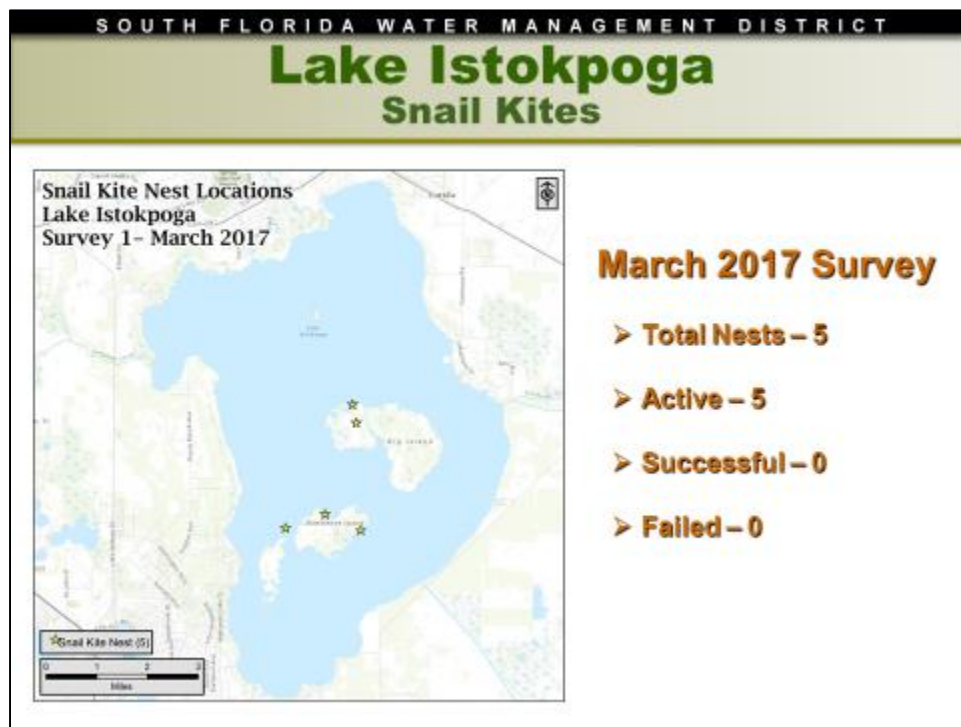 SOUTH FLORIDA WATER MANAGEMENT DISTRICT
Lake Istokpoga
Snail Kites
Snail Kite Nest Locations
Lake Istokpoga
Survey 1– March 2017
Big Island
Snail Kite Nest (5)
0 1 2 3
Miles
March 2017 Survey
➢ Total Nests – 5
➢ Active – 5
➢ Successful – 0
➢ Failed – 0